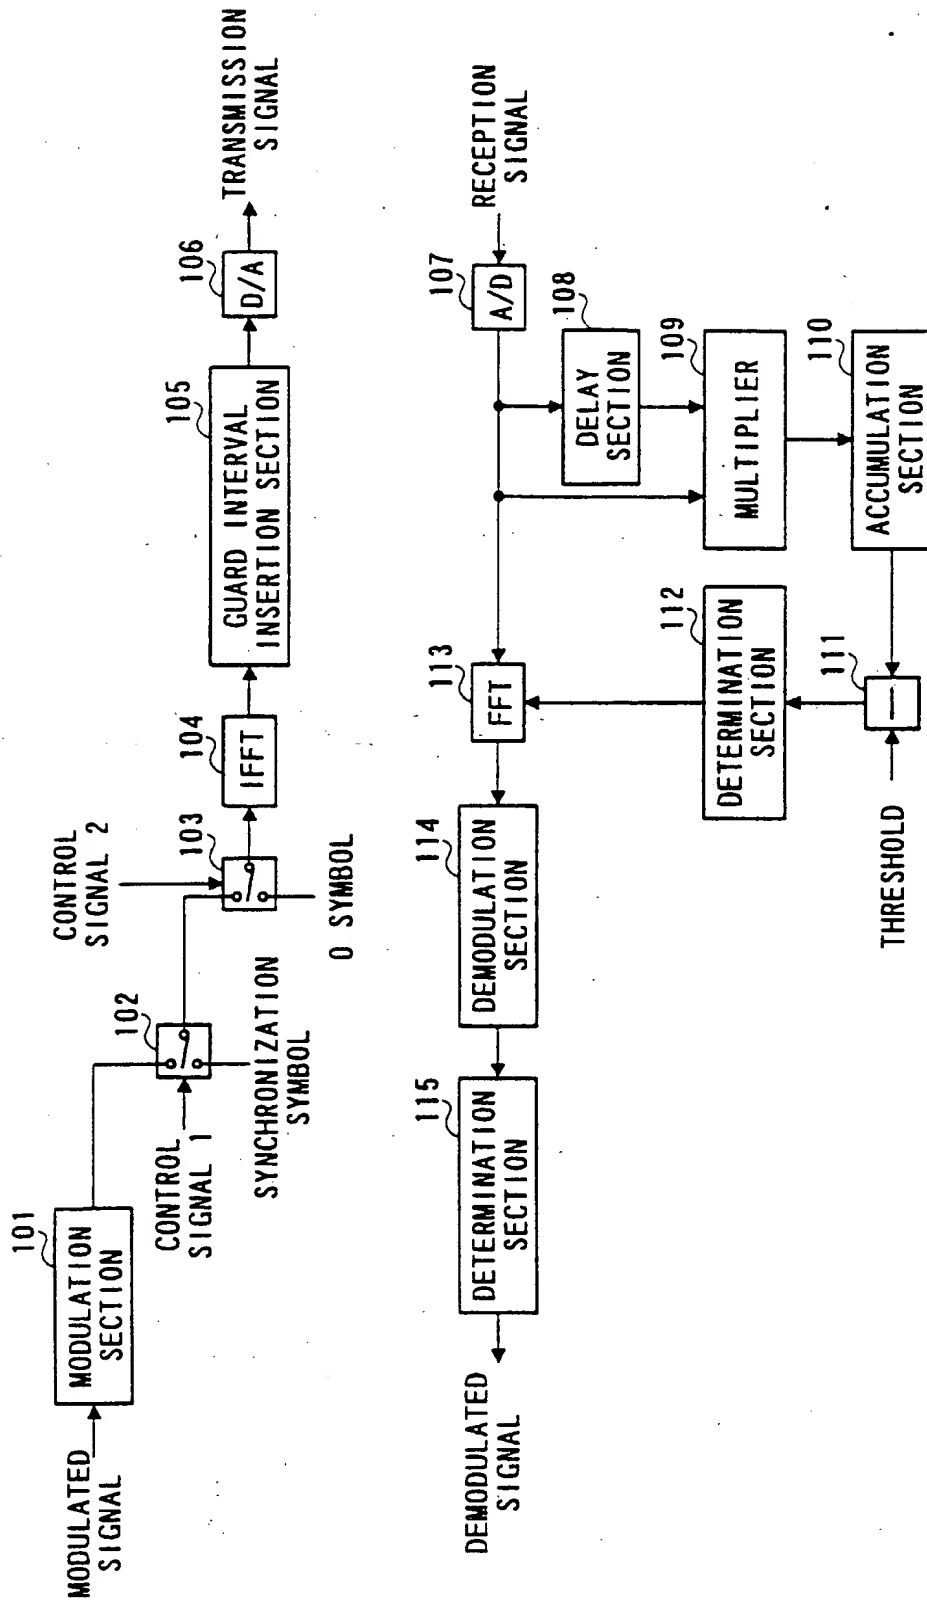 MODULATED
SIGNAL
101
MODULATION
SECTION
CONTROL
SIGNAL 1
102
SYNCHRONIZATION
SYMBOL
CONTROL
SIGNAL 2
103
0 SYMBOL
104
IFFT
105
GUARD INTERVAL
INSERTION SECTION
106
D/A
TRANSMISSION
SIGNAL
RECEPTION
SIGNAL
107
A/D
108
DELAY
SECTION
109
MULTIPLIER
110
ACCUMULATION
SECTION
111
THRESHOLD
112
DETERMINATION
SECTION
113
FFT
114
DEMODULATION
SECTION
115
DETERMINATION
SECTION
DEMODULATED
SIGNAL